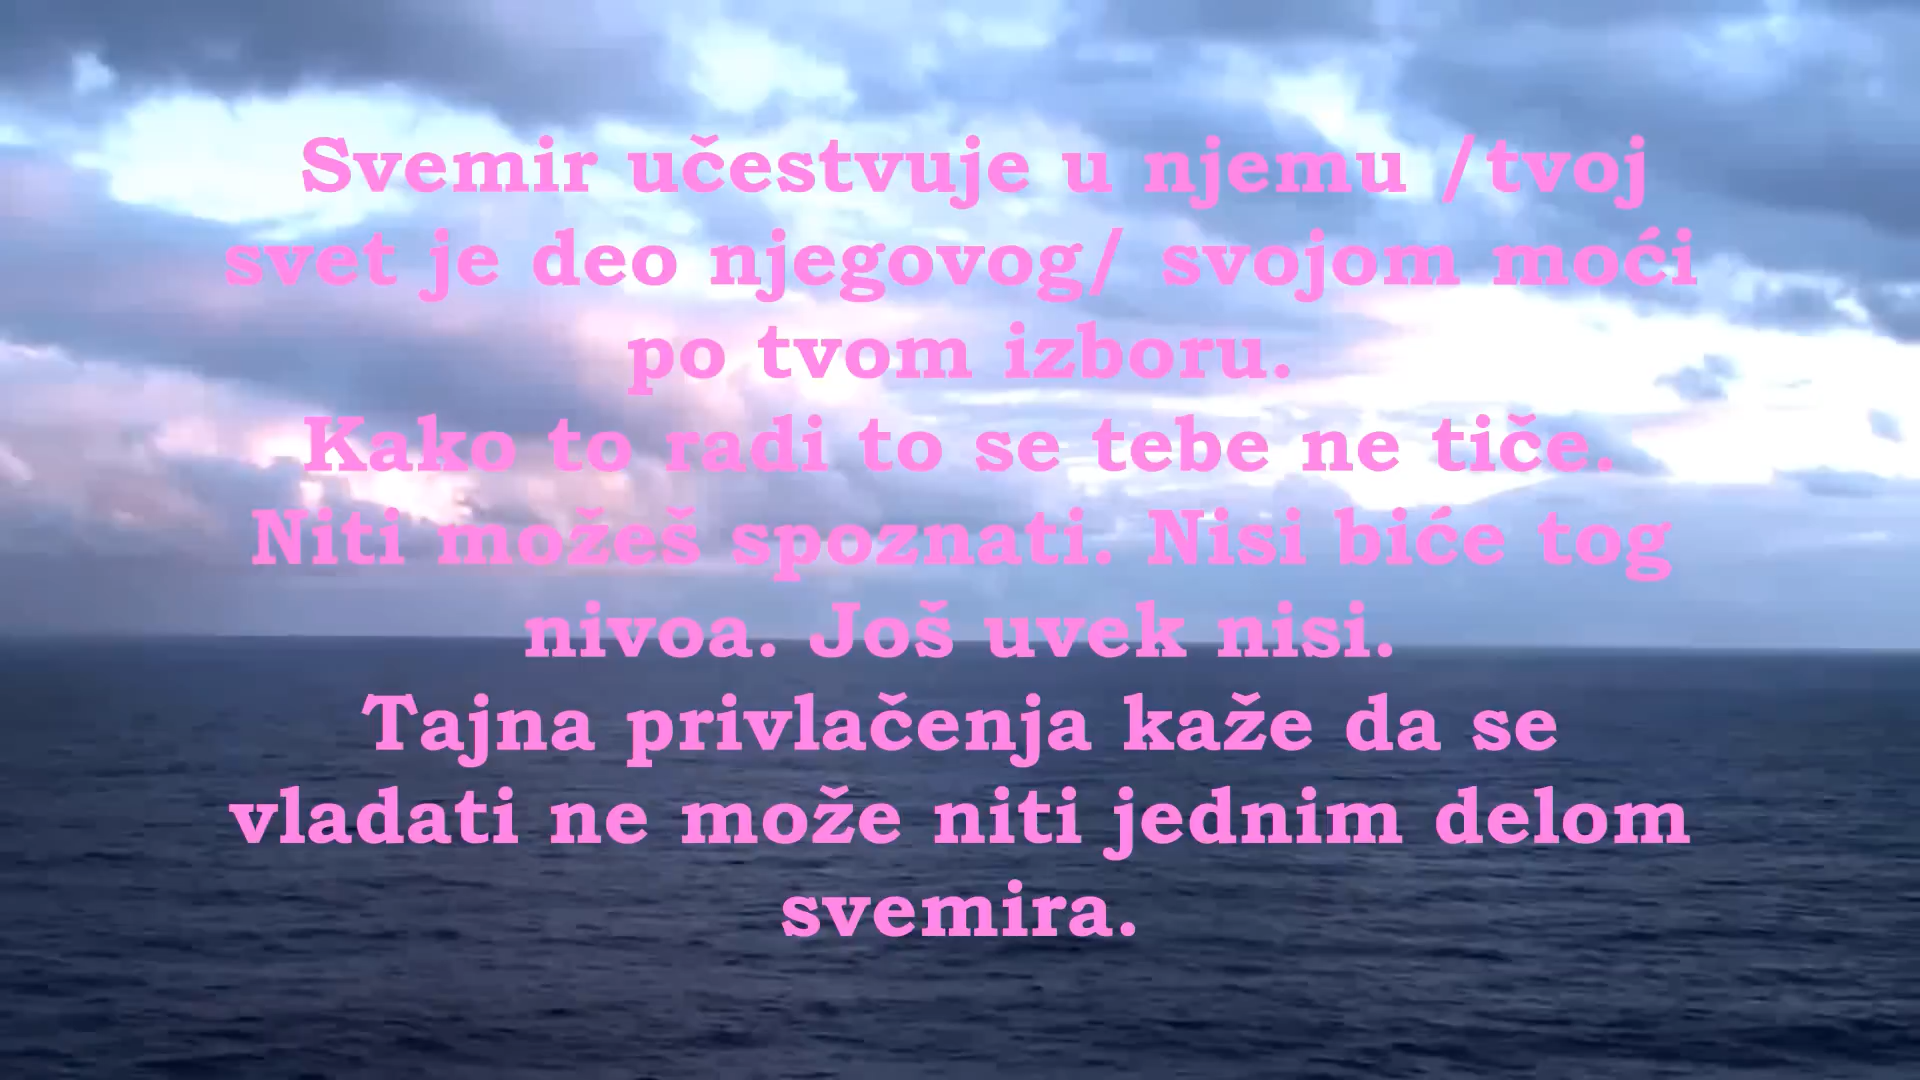 Svemir učestvuje u njemu /tvoj
svet je deo njegovog/ svojom moći
po tvom izboru.
Kako to radi to se tebe ne tiče.
Niti možeš spoznati. Nisi biće tog
nivoa. Još uvek nisi.
Tajna privlačenja kaže da se
vladati ne može niti jednim delom
svemira.